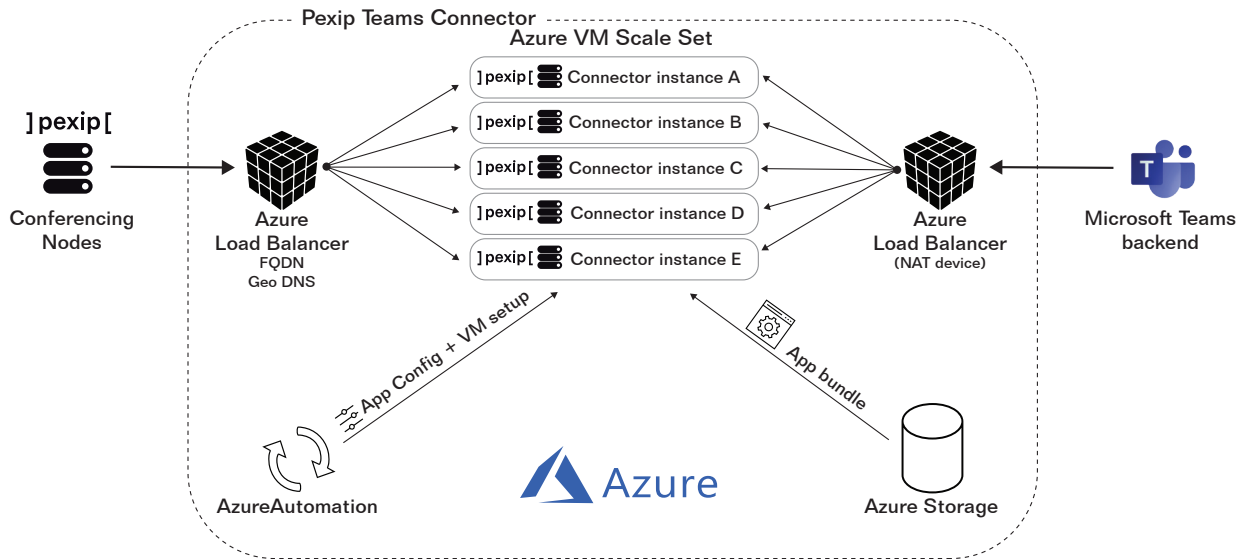 Pexip Teams Connector
Azure VM Scale Set
]pexip[ Connector instance A
]pexip[ Connector instance B
]pexip[ Connector instance C
]pexip[ Connector instance D
]pexip[ Connector instance E
]pexip[
Conferencing
Nodes
Azure
Load Balancer
FQDN
Geo DNS
Azure
Load Balancer
(NAT device)
T
Microsoft Teams
backend
App Config + VM setup
App bundle
AzureAutomation
Azure
Azure Storage